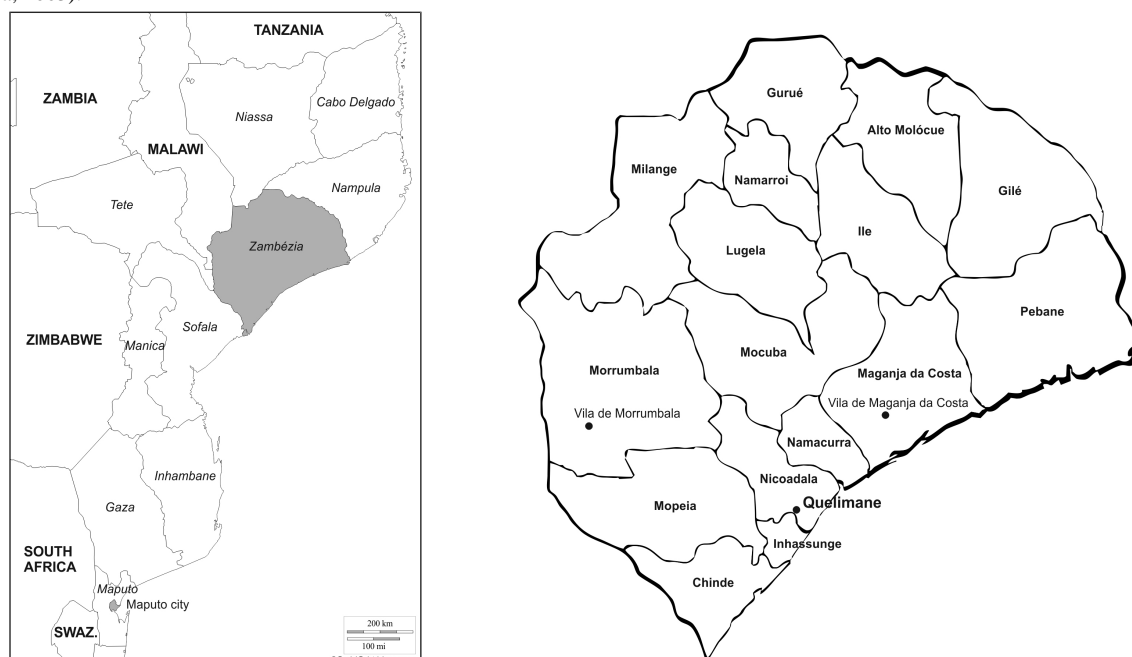 TANZANIA
ZAMBIA
Cabo Delgado
Niassa
MALAWI
Nampula
Tete
Zambézia
Sofala
ZIMBABWE
Manica
Inhambane
Gaza
SOUTH
AFRICA
Maputo
Maputo city
SWAZ.
200 km
100 mi
Gurué
Alto Molócue
Milange
Namarroi
Gilé
Ile
Lugela
Pebane
Mocuba
Morrumbala
Maganja da Costa
Vila de Maganja da Costa
Vila de Morrumbala
Namacurra
Nicoadala
Quelimane
Mopeia
Inhassunge
Chinde